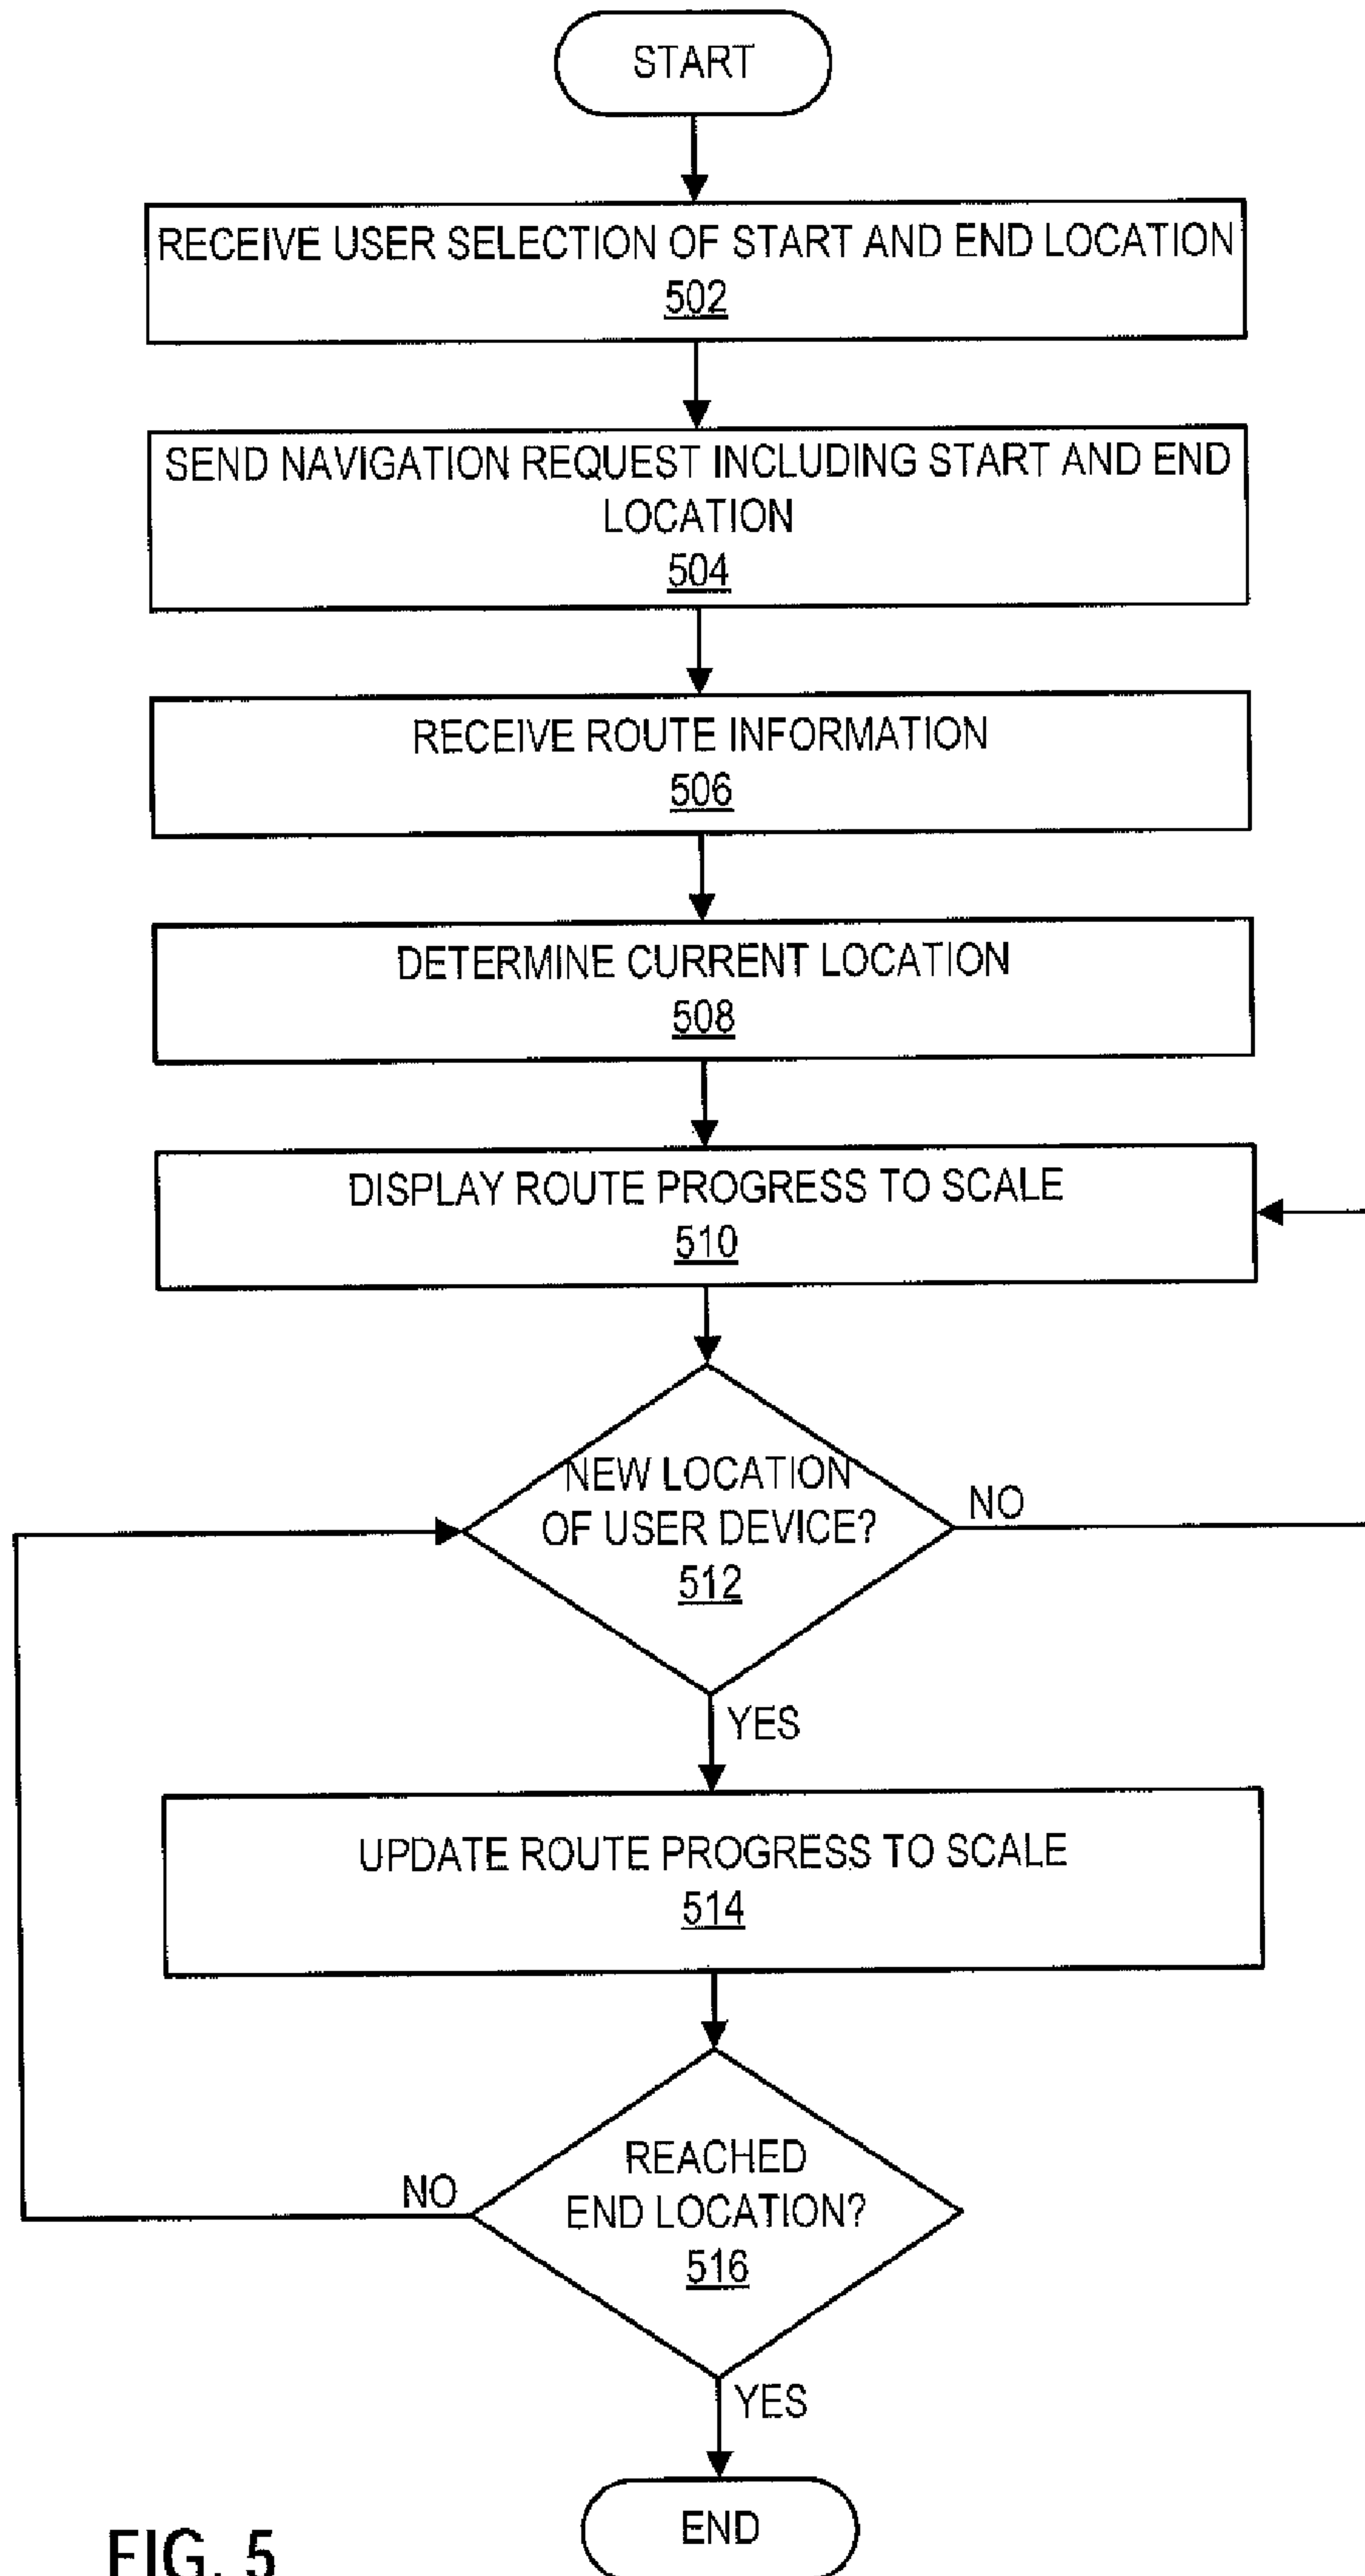 START
RECEIVE USER SELECTION OF START AND END LOCATION
502
SEND NAVIGATION REQUEST INCLUDING START AND END
LOCATION
504
RECEIVE ROUTE INFORMATION
506
DETERMINE CURRENT LOCATION
508
DISPLAY ROUTE PROGRESS TO SCALE
510
NEW LOCATION
OF USER DEVICE?
512
NO
YES
UPDATE ROUTE PROGRESS TO SCALE
514
REACHED
END LOCATION?
516
NO
YES
END
FIG. 5